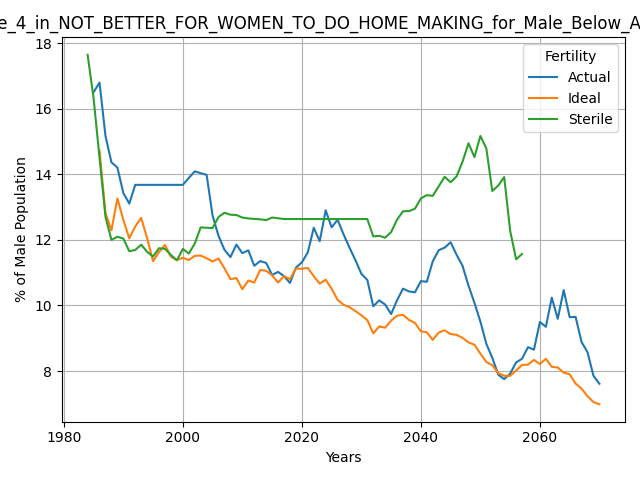 e_4_in_NOT_BETTER_FOR_WOMEN_TO_DO_HOME_MAKING_for_Male_Below_A
Fertility
Actual
Ideal
Sterile
% of Male Population
18
16
14
12
10
8
1980
2000
2020
2040
2060
Years